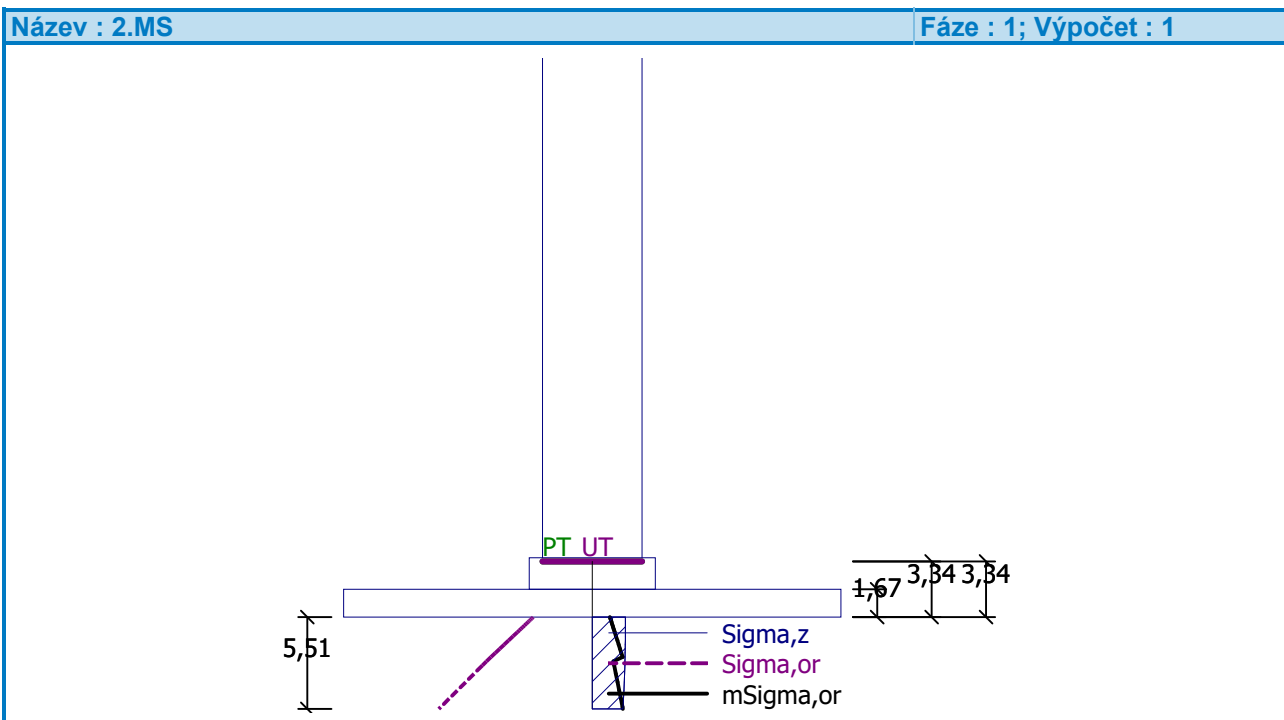 Název : 2.MS
Fáze : 1; Výpočet : 1
PT UT
1,67 3,34 3,34
5,51
Sigma,z
Sigma,or
mSigma,or